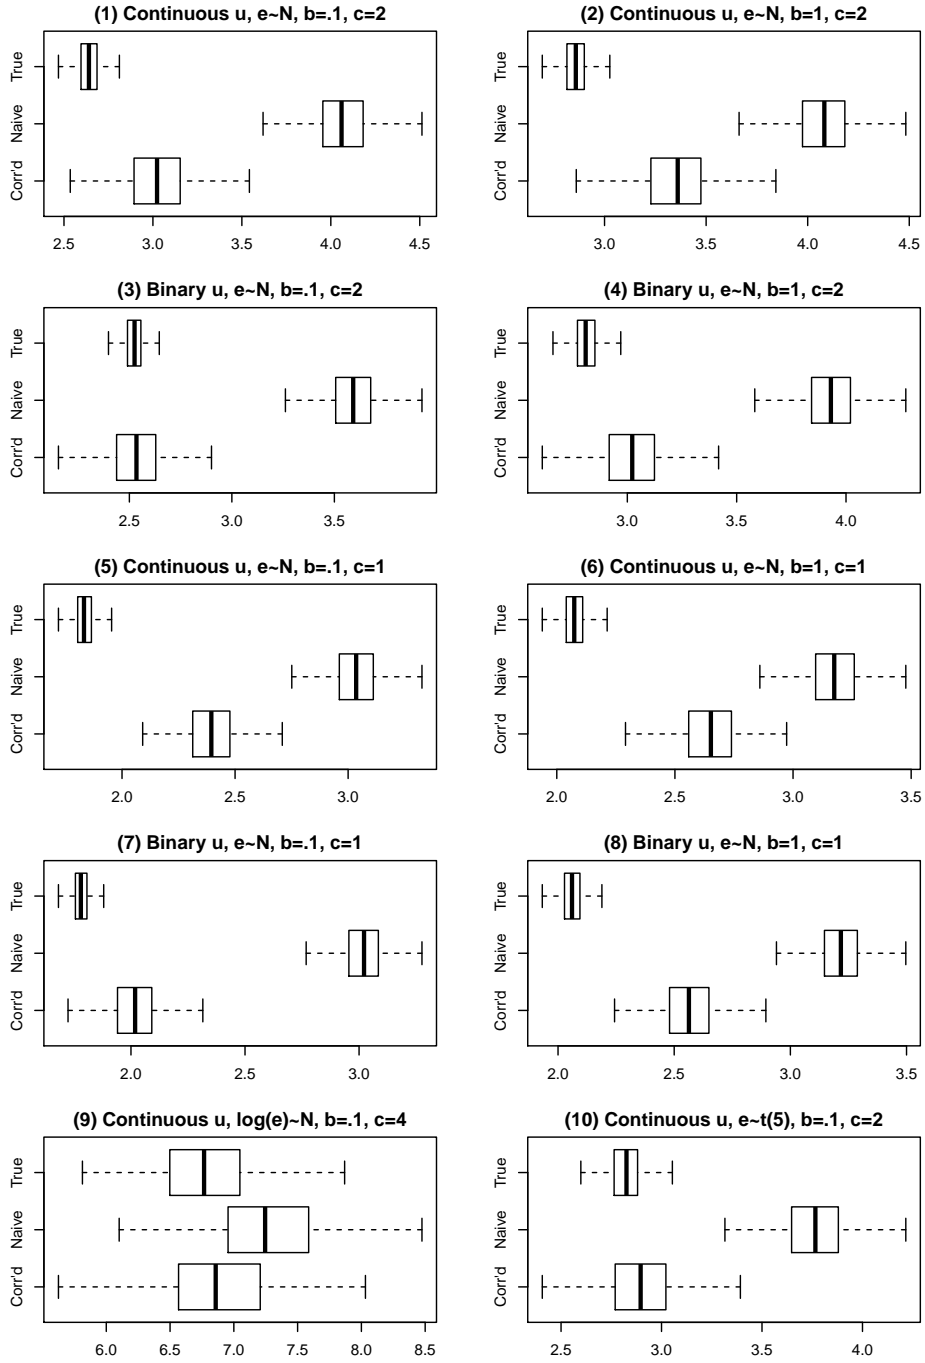 (1) Continuous u, e~N, b=.1, c=2
True
Naive
Corr'd
2.5 3.0 3.5 4.0 4.5
(2) Continuous u, e~N, b=1, c=2
True
Naive
Corr'd
3.0 3.5 4.0 4.5
(3) Binary u, e~N, b=.1, c=2
True
Naive
Corr'd
2.5 3.0 3.5
(4) Binary u, e~N, b=1, c=2
True
Naive
Corr'd
3.0 3.5 4.0
(5) Continuous u, e~N, b=.1, c=1
True
Naive
Corr'd
2.0 2.5 3.0
(6) Continuous u, e~N, b=1, c=1
True
Naive
Corr'd
2.0 2.5 3.0 3.5
(7) Binary u, e~N, b=.1, c=1
True
Naive
Corr'd
2.0 2.5 3.0
(8) Binary u, e~N, b=1, c=1
True
Naive
Corr'd
2.0 2.5 3.0 3.5
(9) Continuous u, log(e)~N, b=.1, c=4
True
Naive
Corr'd
6.0 6.5 7.0 7.5 8.0 8.5
(10) Continuous u, e~t(5), b=.1, c=2
True
Naive
Corr'd
2.5 3.0 3.5 4.0